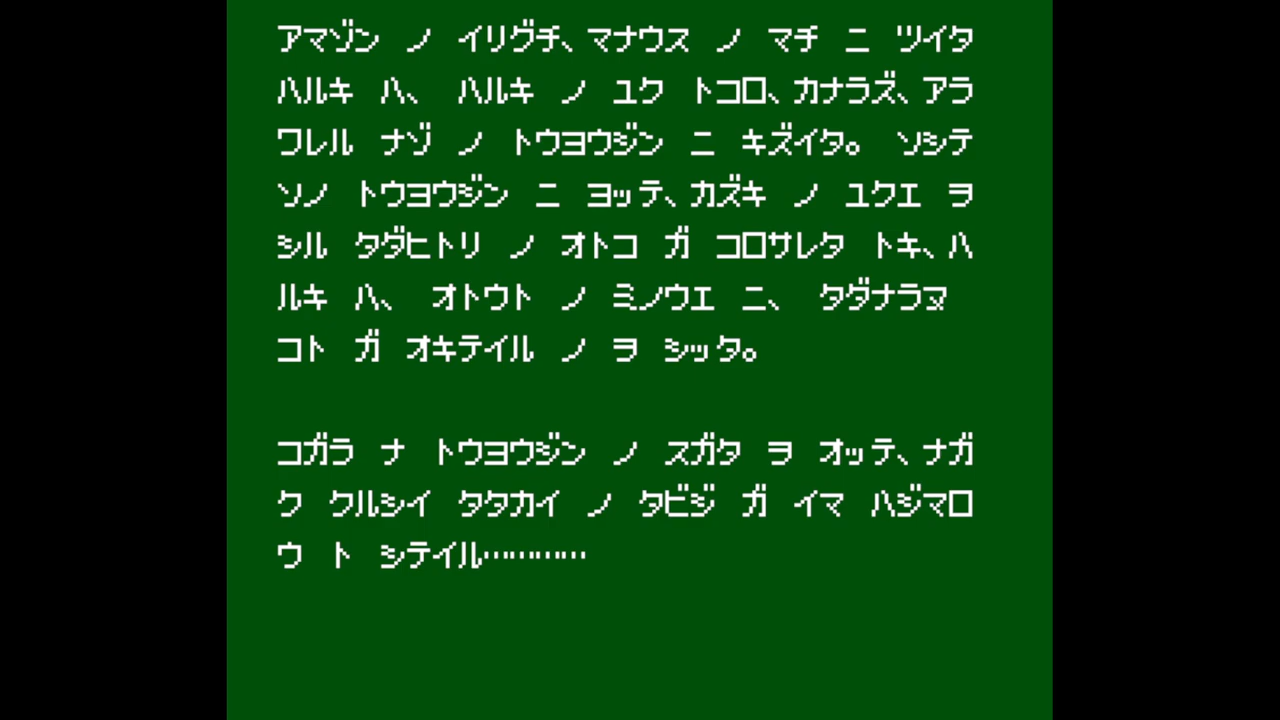 アマゾン ノ イリグチ、マナウス ノ マチ ニ ツイタ
ハルキ ハ、 ハルキ ノ ユク トコロ、カナラズ、アラ
ワレル ナゾ ノ トウヨウジン ニ キズイタ。 ソシテ
ソノ トウヨウジン ニ ヨッテ、カズキ ノ ユクエ ヲ
シル タダヒトリ ノ オトコ ガ コロサレタ トキ、ハ
ルキ ハ、 オトウト ノ ミノウエ ニ、 タダナラヌ
コト ガ オキテイル ノ ヲ シッタ。
コガラ ナ トウヨウジン ノ スガタ ヲ オッテ、ナガ
ク クルシイ タタカイ ノ タビジ ガ イマ ハジマロ
ウ ト シテイル…………